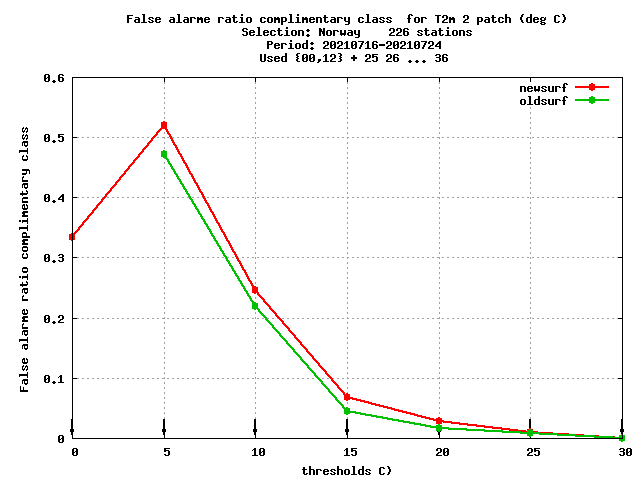 False alarme ratio complimentary class  for T2m 2 patch (deg C)
Selection: Norway    226 stations
Period: 20210716-20210724
Used {00,12} + 25 26 ... 36
newsurf
oldsurf
False alarme ratio complimentary class
0.6
0.5
0.4
0.3
0.2
0.1
0
0 5 10 15 20 25 30
thresholds C)